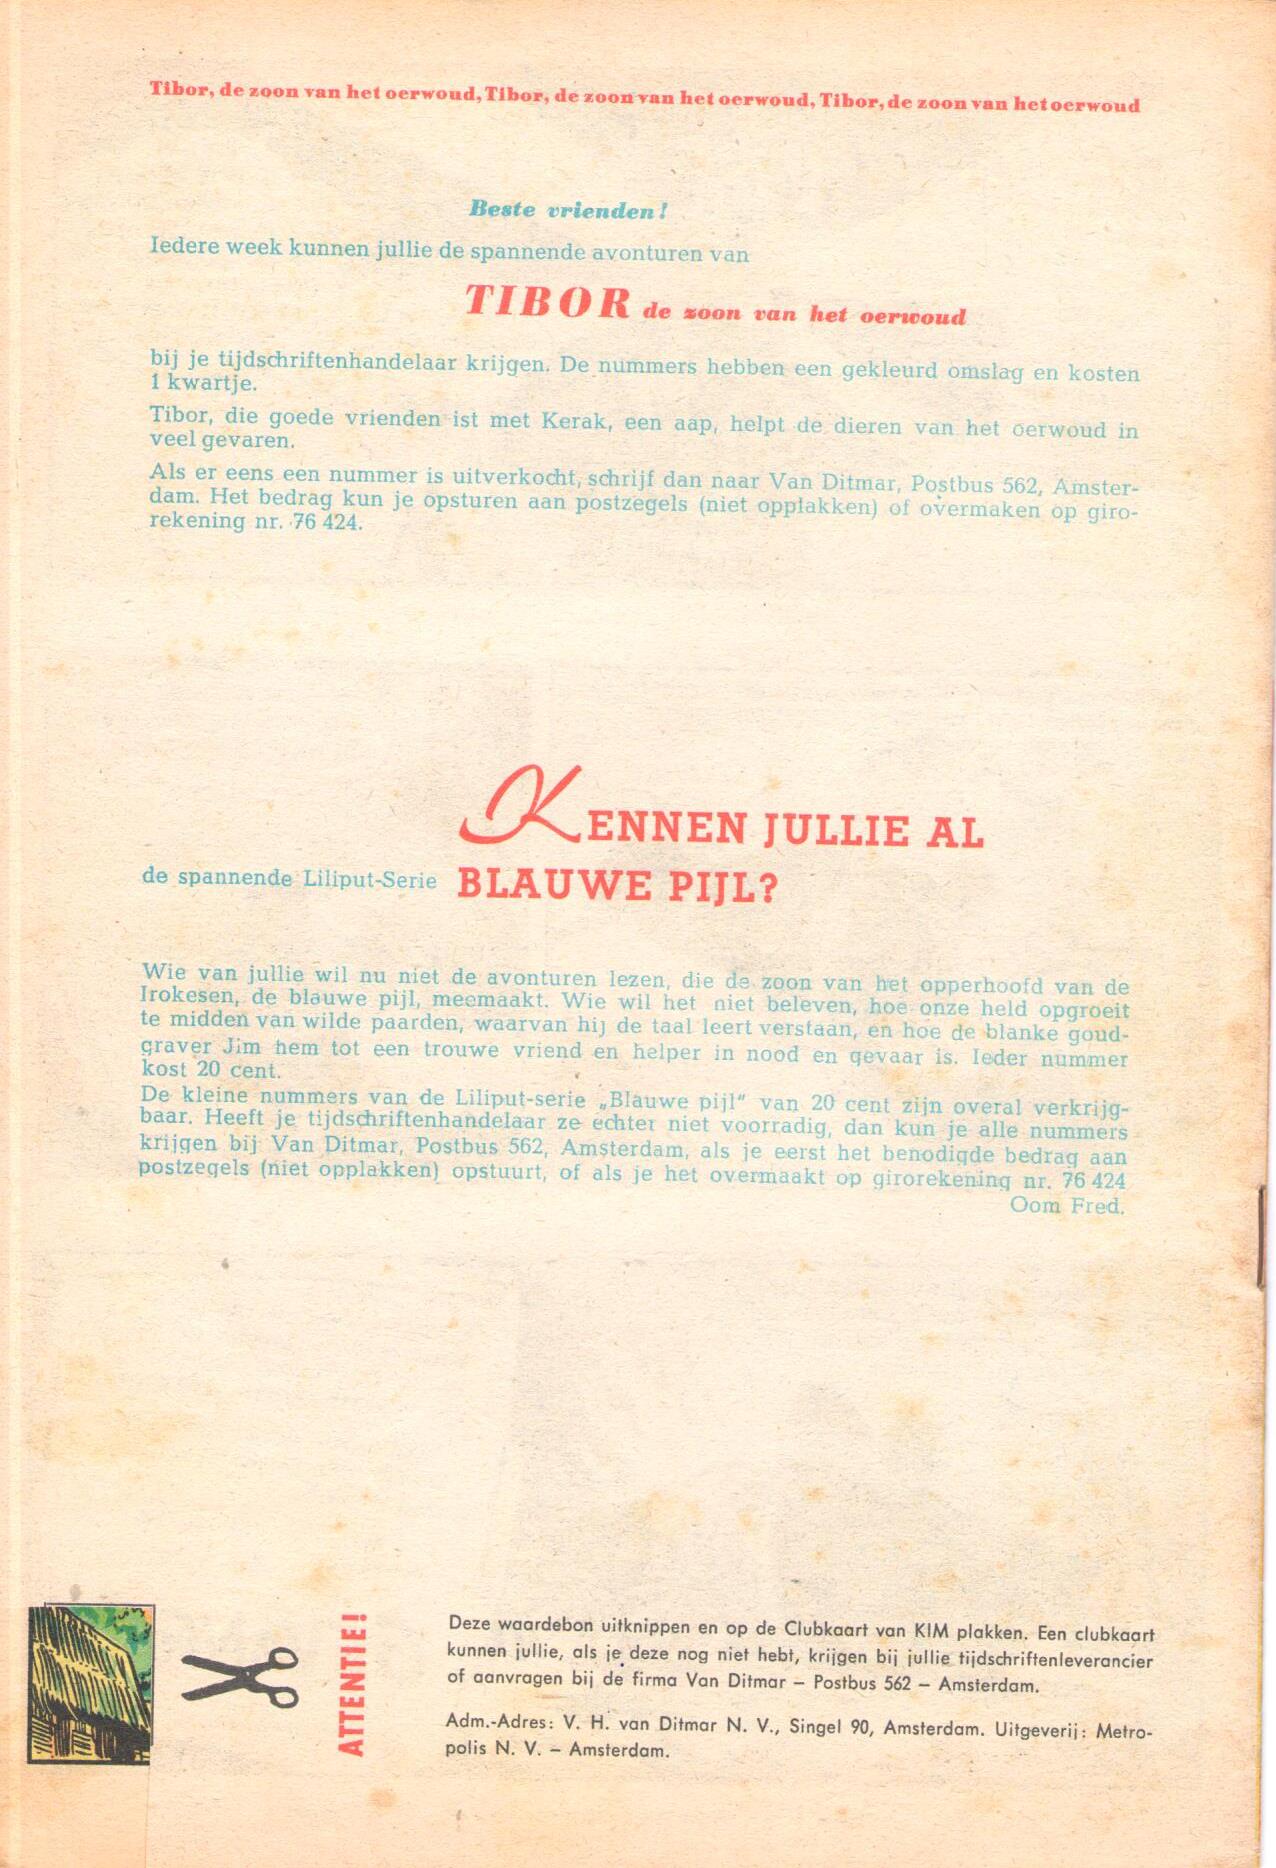 Tibor, de zoon van het oerwoud, Tibor, de zoon van het oerwoud, Tibor, de zoon van het oerwoud
Beste vrienden!
Iedere week kunnen jullie de spannende avonturen van
TIBOR de zoon van het oerwoud
bij je tijdschriftenhandelaar krijgen. De nummers hebben een gekleurd omslag en kosten
1 kwartje.
Tibor, die goede vrienden ist met Kerak, een aap, helpt de dieren van het oerwoud in
veel gevaren.
Als er eens een nummer is uitverkocht, schrijf dan naar Van Ditmar, Postbus 562, Amster-
dam. Het bedrag kun je opsturen aan postzegels (niet opplakken) of overmaken op giro-
rekening nr. 76 424.
KENNEN JULLIE AL
de spannende Liliput-Serie BLAUWE PIJL?
Wie van jullie wil nu niet de avonturen lezen, die de zoon van het opperhoofd van de
Irokesen, de blauwe pijl, meemaakt. Wie wil het niet beleven, hoe onze held opgroeit
te midden van wilde paarden, waarvan hij de taal leert verstaan, en hoe de blanke goud-
graver Jim hem tot een trouwe vriend en helper in nood en gevaar is. Ieder nummer
kost 20 cent.
De kleine nummers van de Liliput-serie „Blauwe pijl" van 20 cent zijn overal verkrijg-
baar. Heeft je tijdschriftenhandelaar ze echter niet voorradig, dan kun je alle nummers
krijgen bij Van Ditmar, Postbus 562, Amsterdam, als je eerst het benodigde bedrag aan
postzegels (niet opplakken) opstuurt, of als je het overmaakt op girorekening nr. 76 424
Oom Fred.
ATTENTIE!
Deze waardebon uitknippen en op de Clubkaart van KIM plakken. Een clubkaart
kunnen jullie, als je deze nog niet hebt, krijgen bij jullie tijdschriftenleverancier
of aanvragen bij de firma Van Ditmar – Postbus 562 – Amsterdam.
Adm.-Adres: V. H. van Ditmar N. V., Singel 90, Amsterdam. Uitgeverij: Metro-
polis N. V. – Amsterdam.